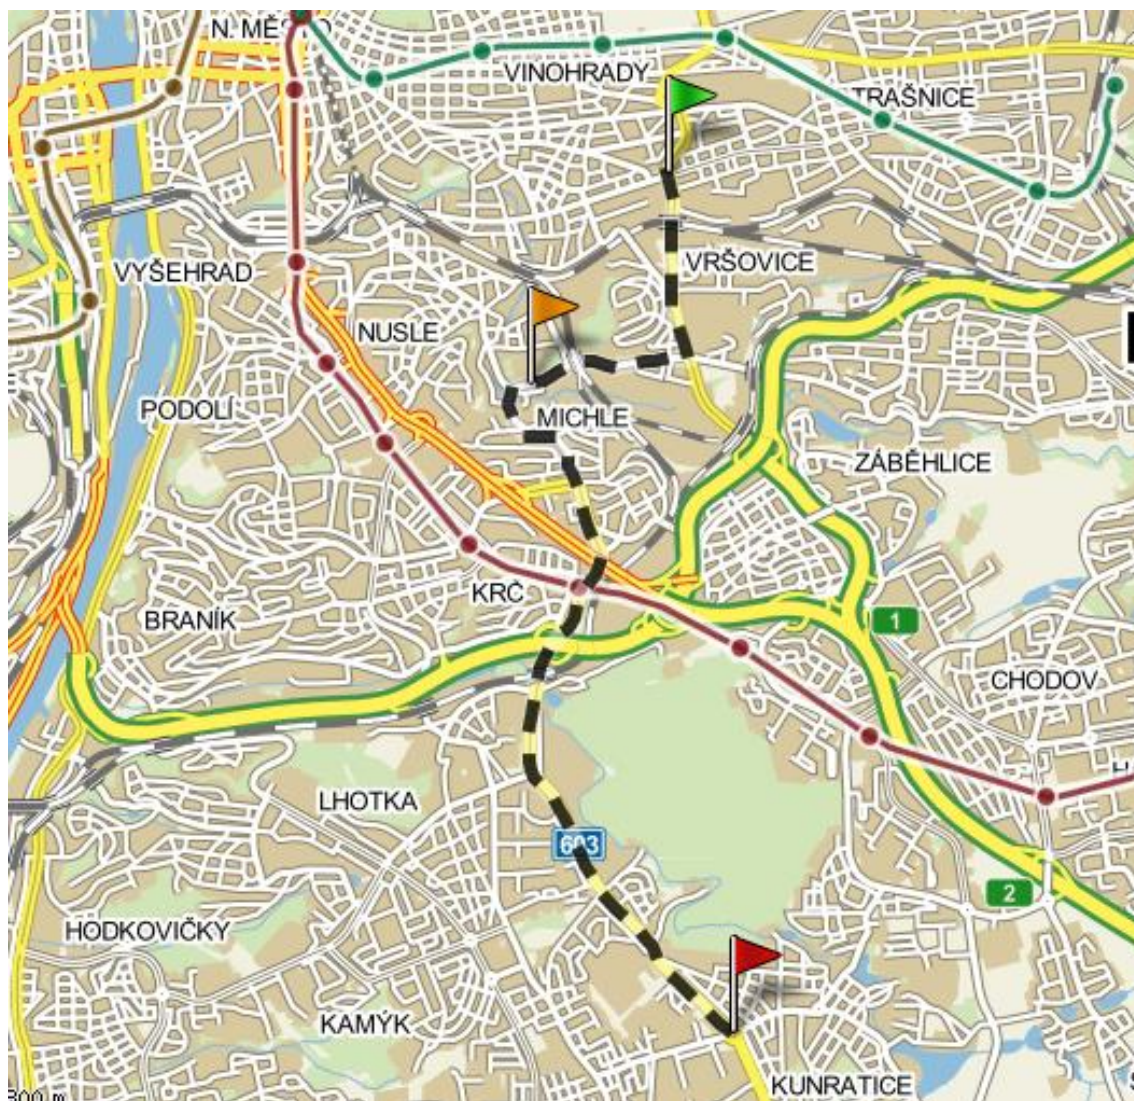 N. MĚSTO
VINOHRADY
STRAŠNICE
VRŠOVICE
VYŠEHRAD
NUSLE
PODOLÍ
MICHLE
ZÁBĚHLICE
KRČ
BRANÍK
1
CHODOV
LHOTKA
603
2
HODKOVIČKY
KAMÝK
KUNRATICE
800 m